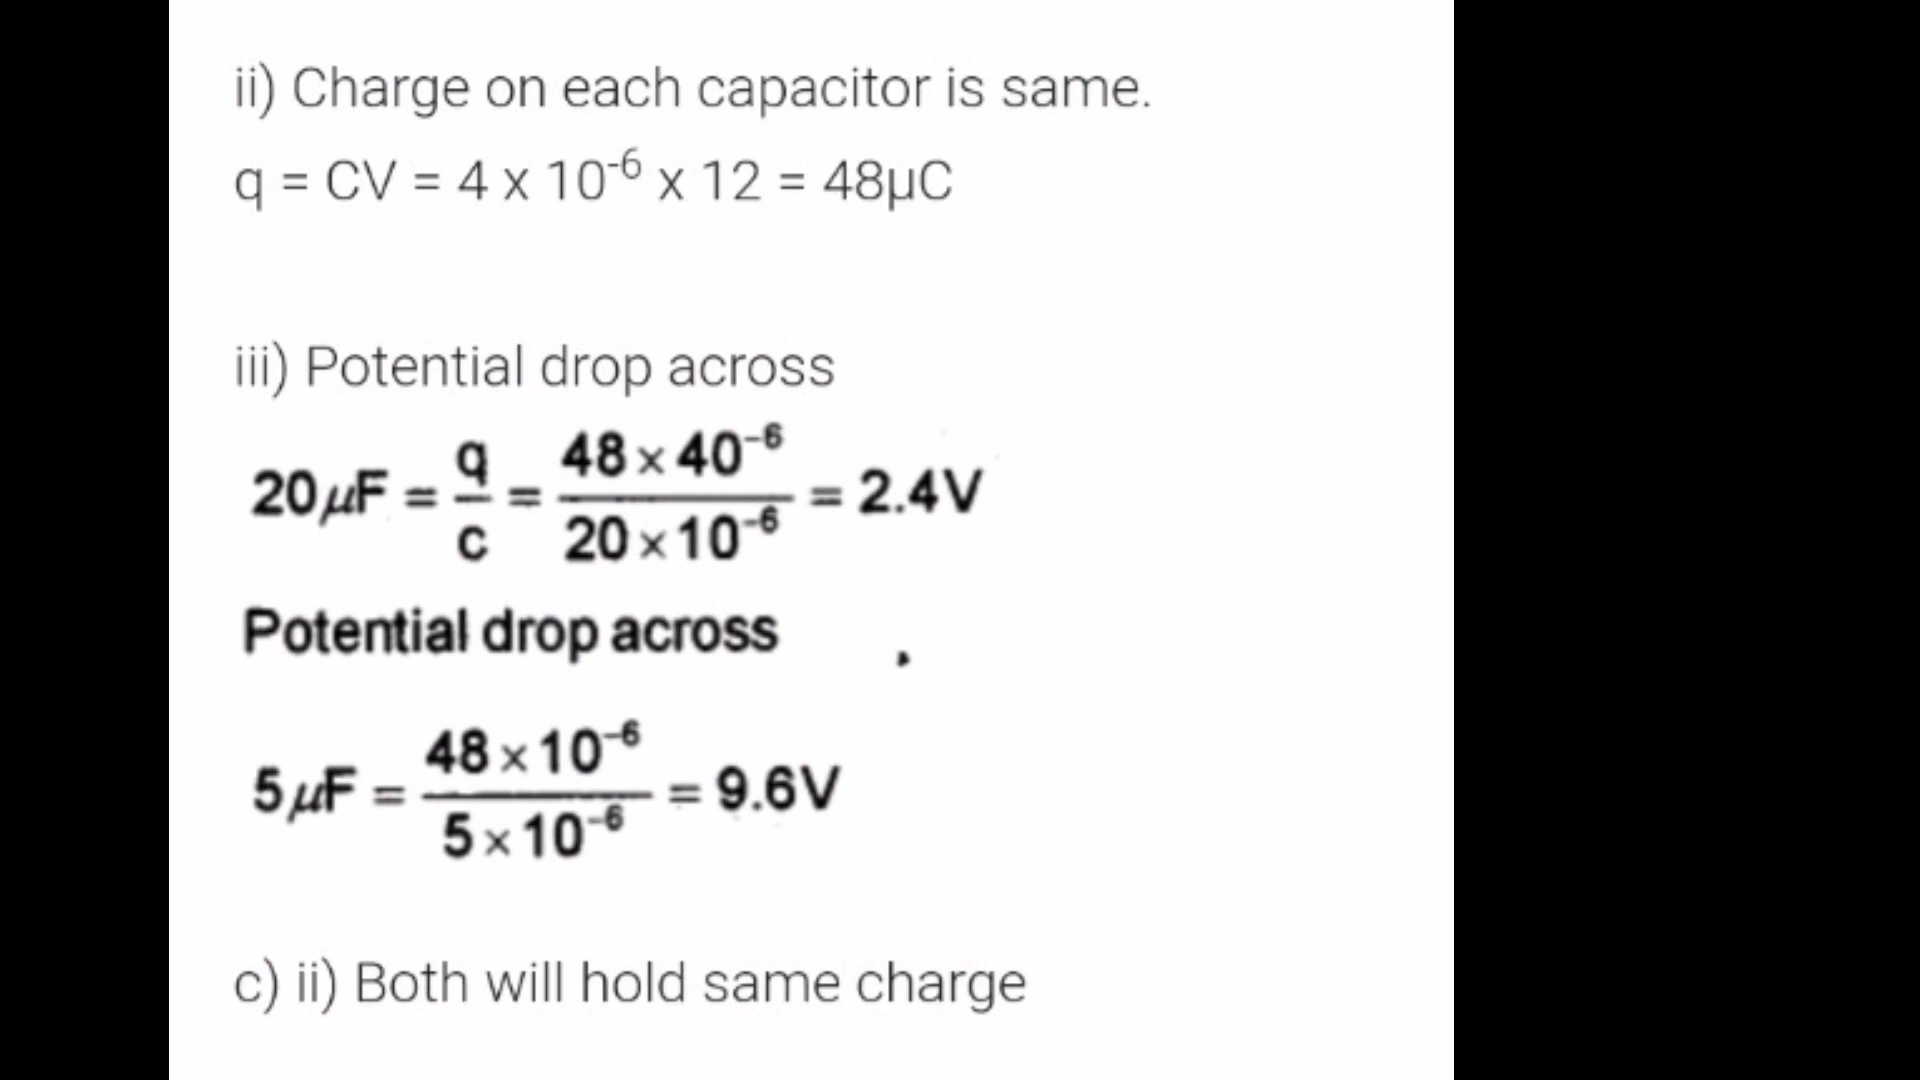 ii) Charge on each capacitor is same.
q = CV = 4 x 10⁻⁶ x 12 = 48μC
iii) Potential drop across
20μF = q/c = 48 × 40⁻⁶ / 20 × 10⁻⁶ = 2.4V
Potential drop across
5μF = 48 × 10⁻⁶ / 5 × 10⁻⁶ = 9.6V
c) ii) Both will hold same charge